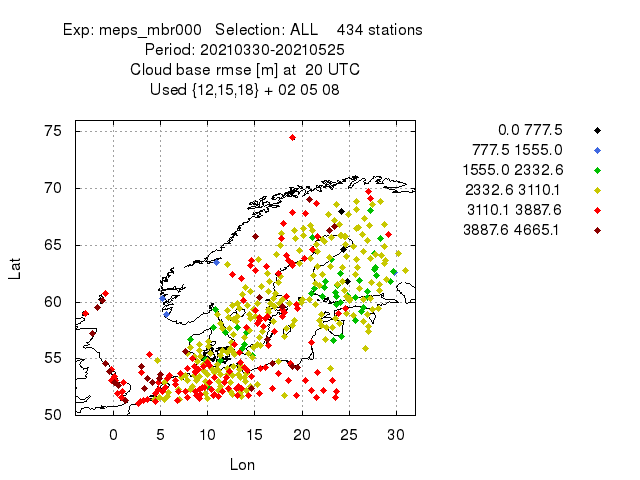 Exp: meps_mbr000 Selection: ALL 434 stations
Period: 20210330-20210525
Cloud base rmse [m] at 20 UTC
Used {12,15,18} + 02 05 08
75
70
65
60
55
50
Lat
0 5 10 15 20 25 30
Lon
0.0 777.5
777.5 1555.0
1555.0 2332.6
2332.6 3110.1
3110.1 3887.6
3887.6 4665.1